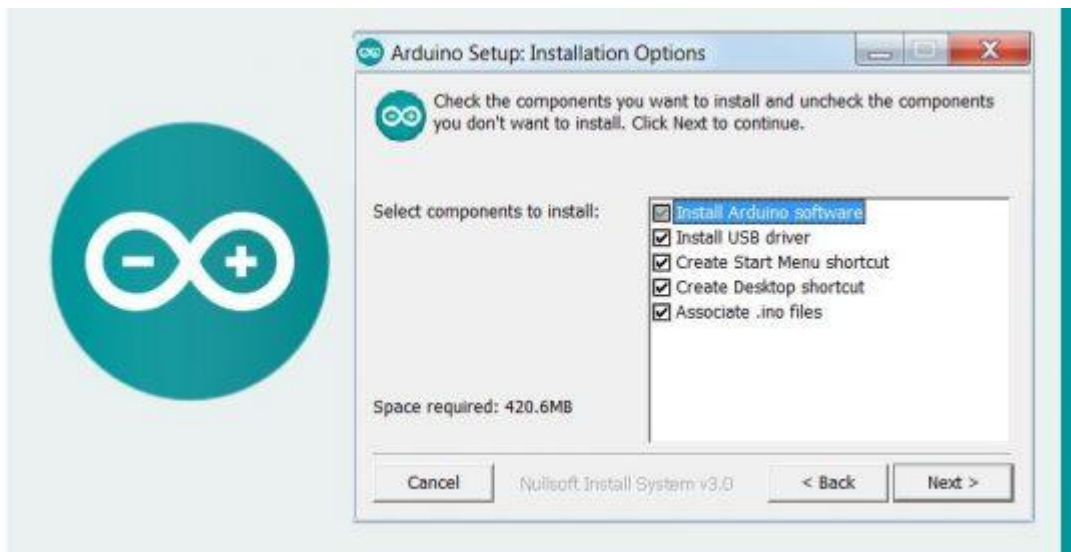 Arduino Setup: Installation Options
Check the components you want to install and uncheck the components
you don't want to install. Click Next to continue.
Select components to install:
Install Arduino software
Install USB driver
Create Start Menu shortcut
Create Desktop shortcut
Associate .ino files
Space required: 420.6MB
Cancel
Nullsoft Install System v3.0
< Back
Next >